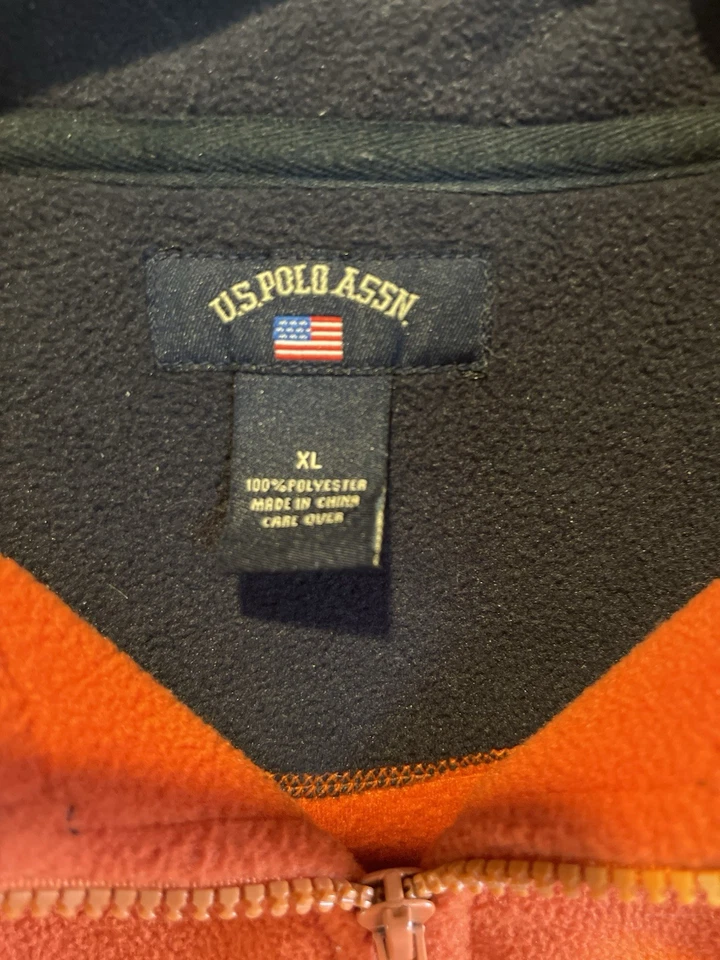 U.S. POLO ASSN.
XL
100% POLYESTER
MADE IN CHINA
CARE OVER